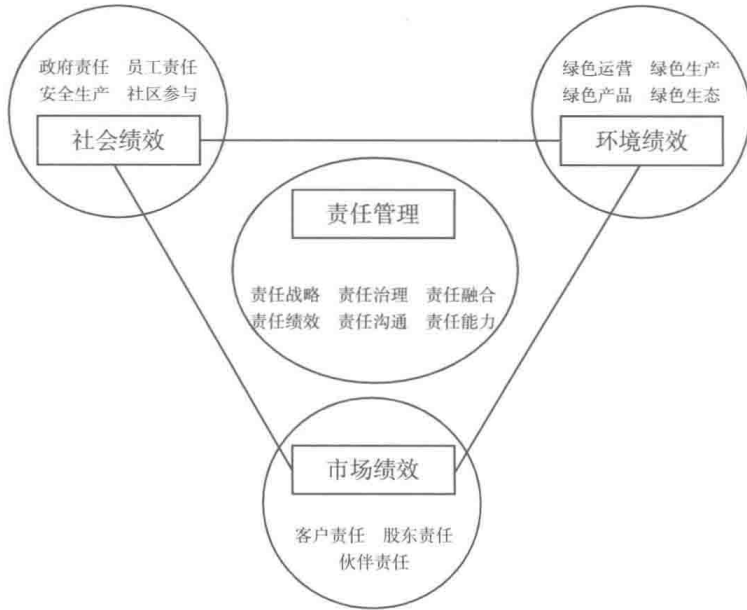 政府责任 员工责任
安全生产 社区参与
社会绩效
绿色运营 绿色生产
绿色产品 绿色生态
环境绩效
责任管理
责任战略 责任治理 责任融合
责任绩效 责任沟通 责任能力
市场绩效
客户责任 股东责任
伙伴责任